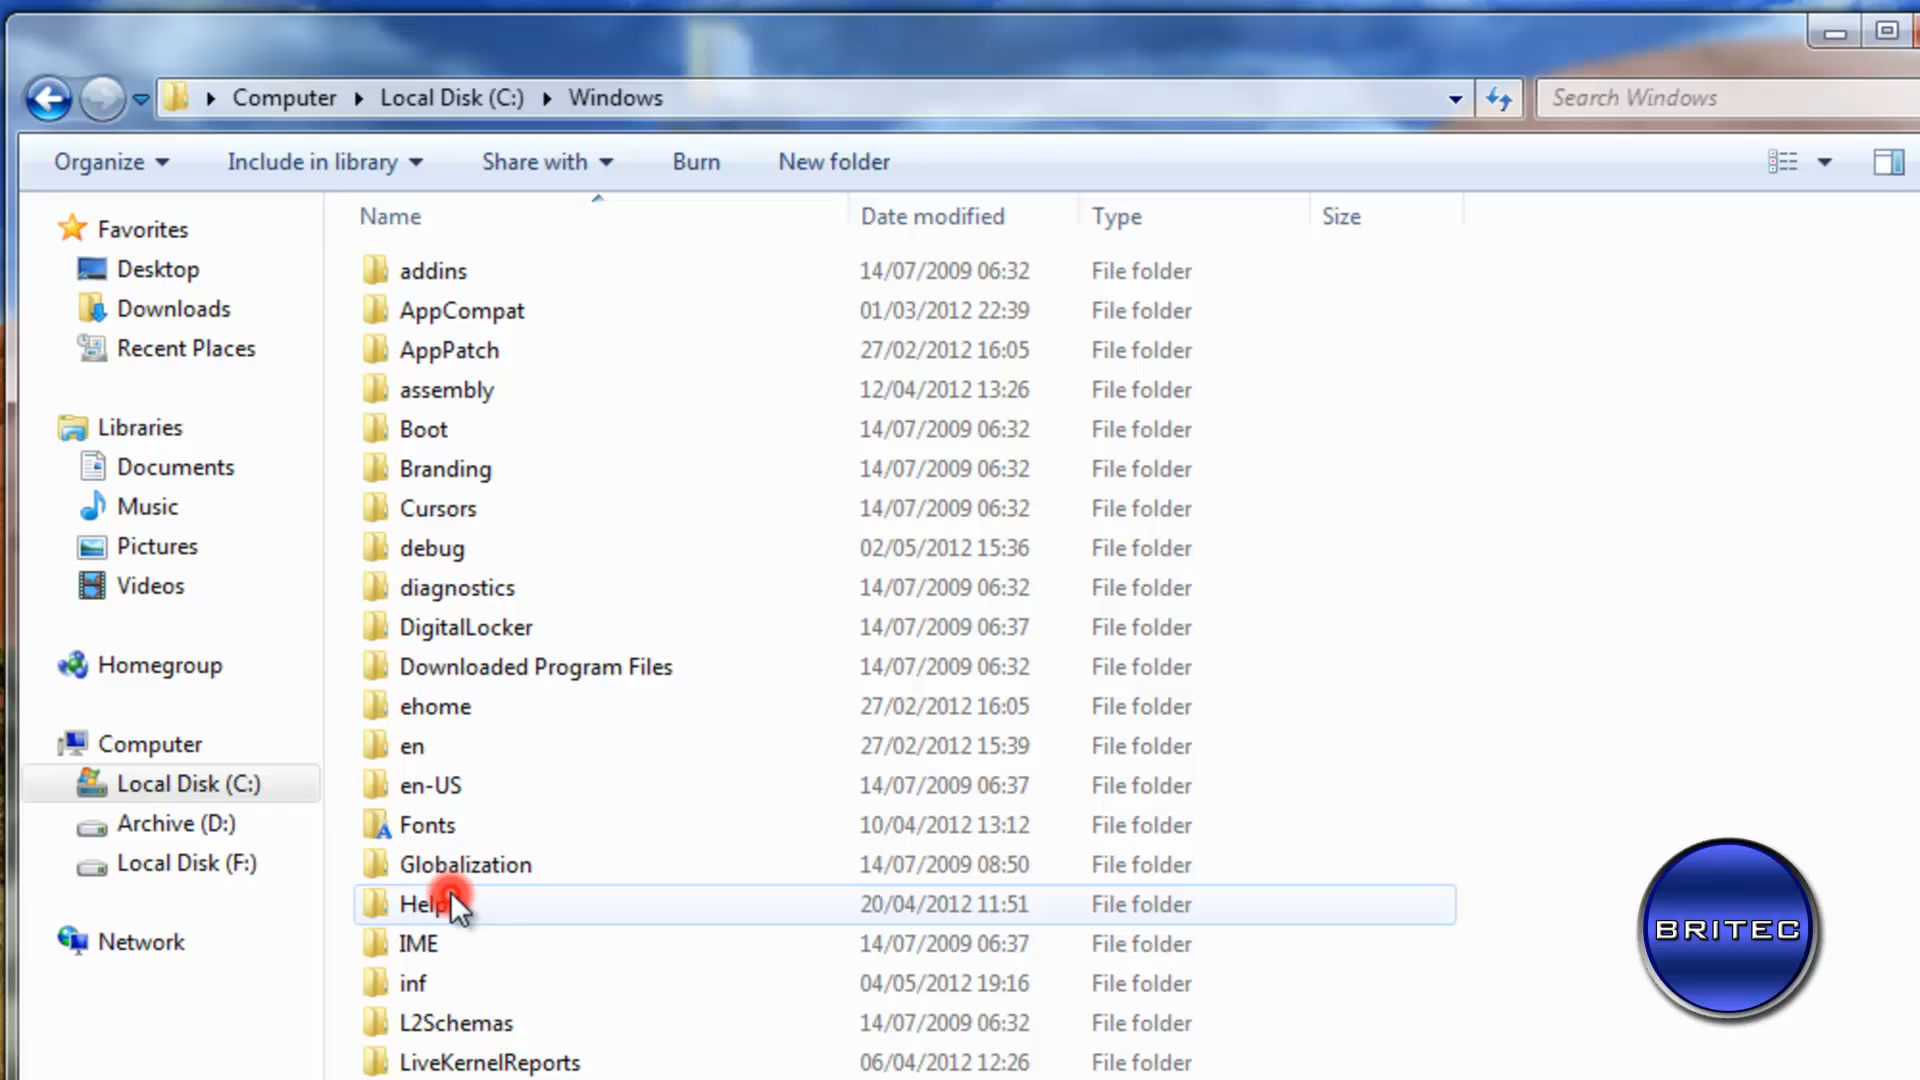 Computer Local Disk (C:) Windows
Search Windows
Organize Include in library Share with Burn New folder
Name Date modified Type Size
Favorites
Desktop
Downloads
Recent Places
Libraries
Documents
Music
Pictures
Videos
Homegroup
Computer
Local Disk (C:)
Archive (D:)
Local Disk (F:)
Network
addins 14/07/2009 06:32 File folder
AppCompat 01/03/2012 22:39 File folder
AppPatch 27/02/2012 16:05 File folder
assembly 12/04/2012 13:26 File folder
Boot 14/07/2009 06:32 File folder
Branding 14/07/2009 06:32 File folder
Cursors 14/07/2009 06:32 File folder
debug 02/05/2012 15:36 File folder
diagnostics 14/07/2009 06:32 File folder
DigitalLocker 14/07/2009 06:37 File folder
Downloaded Program Files 14/07/2009 06:32 File folder
ehome 27/02/2012 16:05 File folder
en 27/02/2012 15:39 File folder
en-US 14/07/2009 06:37 File folder
Fonts 10/04/2012 13:12 File folder
Globalization 14/07/2009 08:50 File folder
Help 20/04/2012 11:51 File folder
IME 14/07/2009 06:37 File folder
inf 04/05/2012 19:16 File folder
L2Schemas 14/07/2009 06:32 File folder
LiveKernelReports 06/04/2012 12:26 File folder
BRITEC